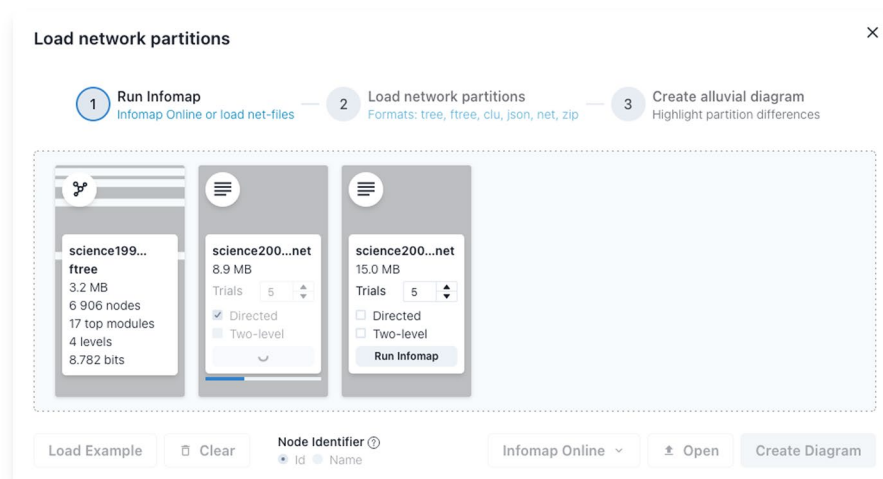 Load network partitions
1 Run Infomap
Infomap Online or load net-files
2 Load network partitions
Formats: tree, ftree, clu, json, net, zip
3 Create alluvial diagram
Highlight partition differences
science199...
ftree
3.2 MB
6 906 nodes
17 top modules
4 levels
8.782 bits
science200...net
8.9 MB
Trials 5
Directed
Two-level
science200...net
15.0 MB
Trials 5
Directed
Two-level
Run Infomap
Load Example
Clear
Node Identifier ?
Id Name
Infomap Online
Open
Create Diagram